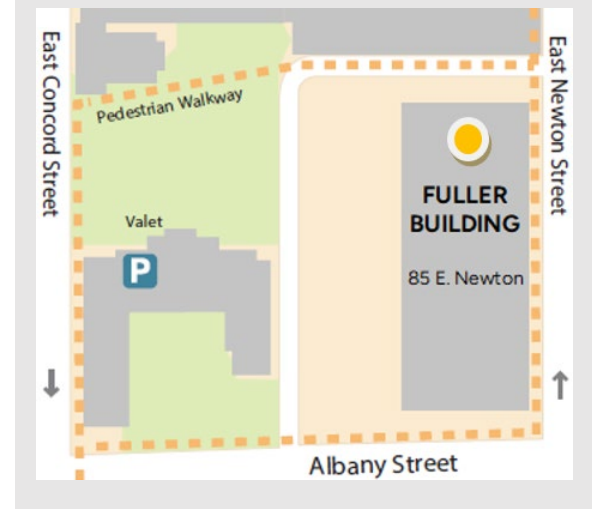 East Concord Street
East Newton Street
Pedestrian Walkway
Valet
P
FULLER
BUILDING
85 E. Newton
Albany Street